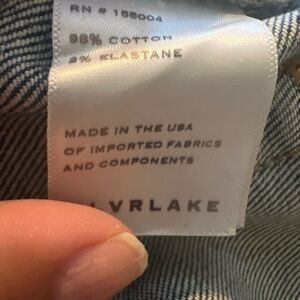 RN # 155004
98% COTTON
2% ELASTANE
MADE IN THE USA
OF IMPORTED FABRICS
AND COMPONENTS
LVRLAKE